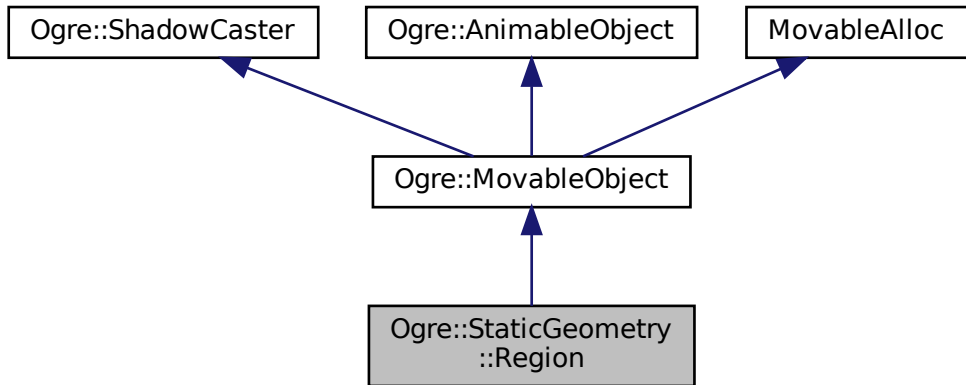 Ogre::ShadowCaster
Ogre::AnimableObject
MovableAlloc
Ogre::MovableObject
Ogre::StaticGeometry
::Region